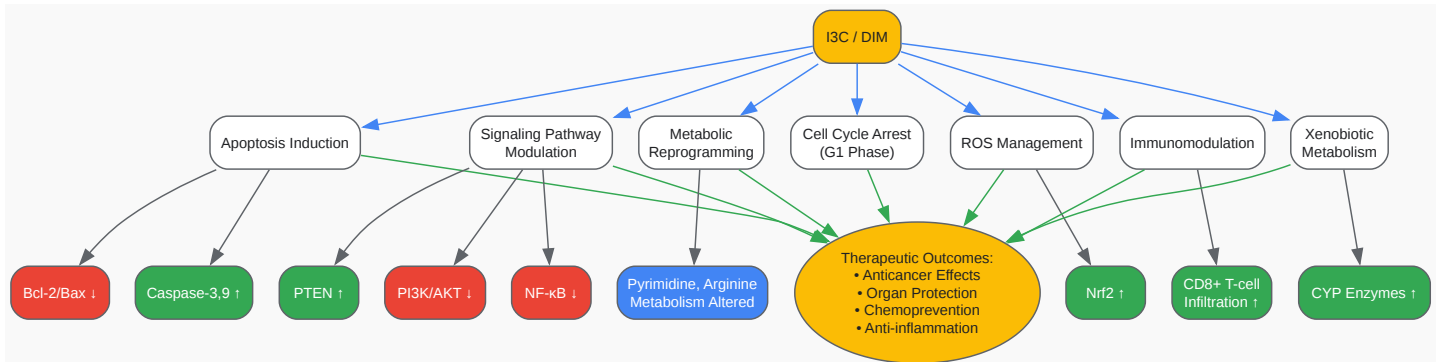 I3C / DIM
Apoptosis Induction
Signaling Pathway
Modulation
Metabolic
Reprogramming
Cell Cycle Arrest
(G1 Phase)
ROS Management
Immunomodulation
Xenobiotic
Metabolism
Bcl-2/Bax ↓
Caspase-3,9 ↑
PTEN ↑
PI3K/AKT ↓
NF-κB ↓
Pyrimidine, Arginine
Metabolism Altered
Therapeutic Outcomes:
• Anticancer Effects
• Organ Protection
• Chemoprevention
• Anti-inflammation
Nrf2 ↑
CD8+ T-cell
Infiltration ↑
CYP Enzymes ↑